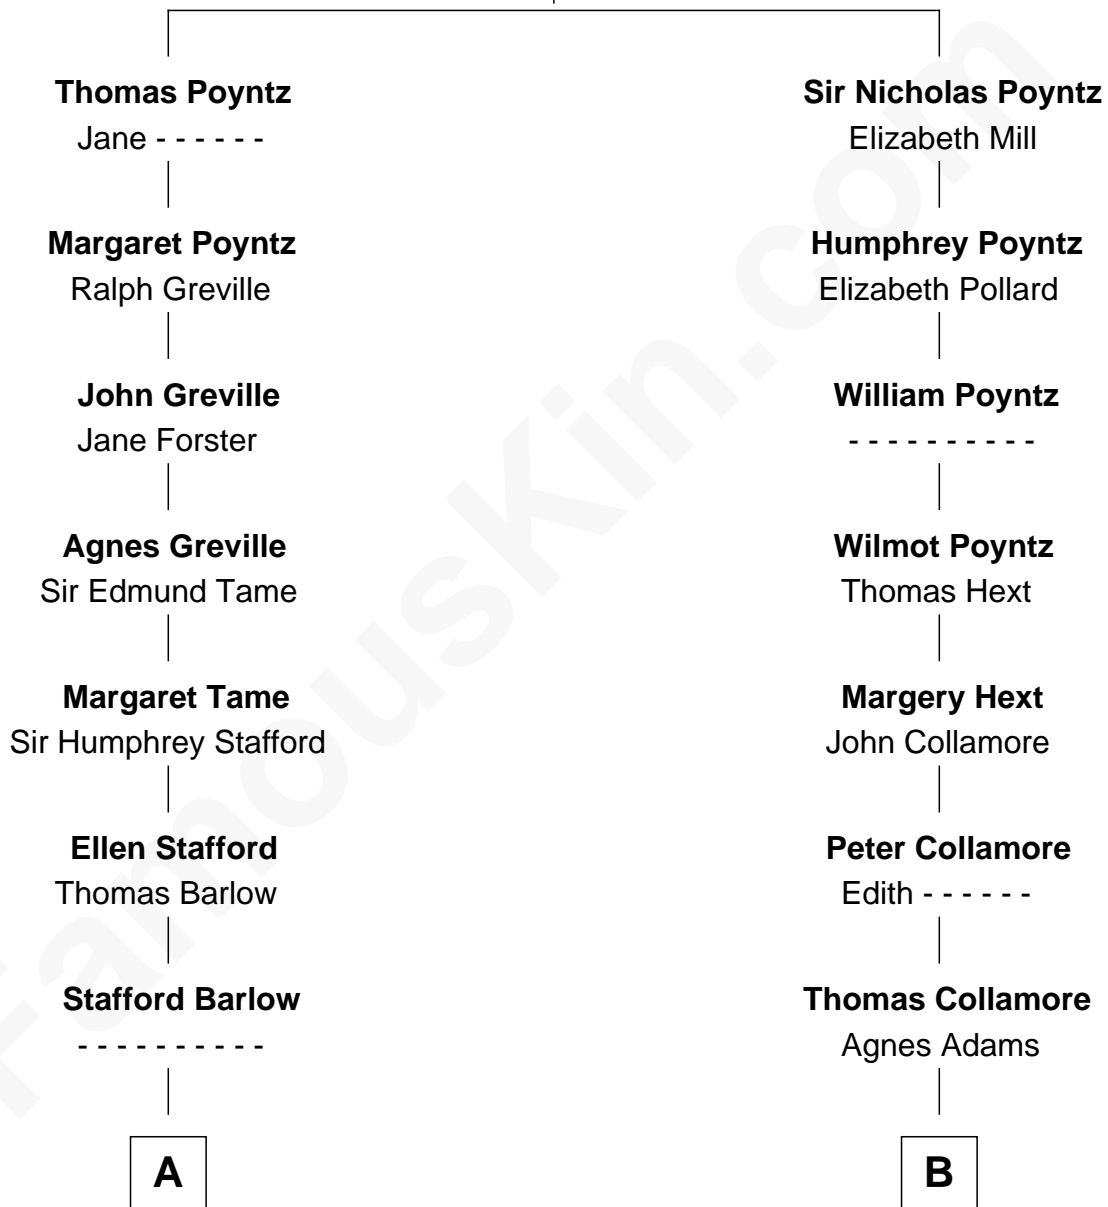 Thomas Poyntz
Jane - - - - - -
Margaret Poyntz
Ralph Greville
John Greville
Jane Forster
Agnes Greville
Sir Edmund Tame
Margaret Tame
Sir Humphrey Stafford
Ellen Stafford
Thomas Barlow
Stafford Barlow
- - - - - - - - - -
A
Sir Nicholas Poyntz
Elizabeth Mill
Humphrey Poyntz
Elizabeth Pollard
William Poyntz
- - - - - - - - - -
Wilmot Poyntz
Thomas Hext
Margery Hext
John Collamore
Peter Collamore
Edith - - - - - -
Thomas Collamore
Agnes Adams
B
FamousKin.com